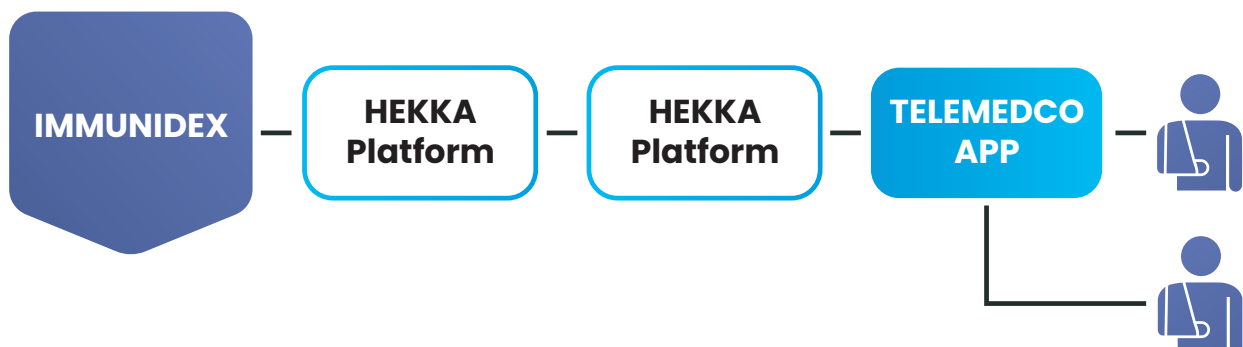 IMMUNIDEX
HEKKA
Platform
HEKKA
Platform
TELEMEDCO
APP